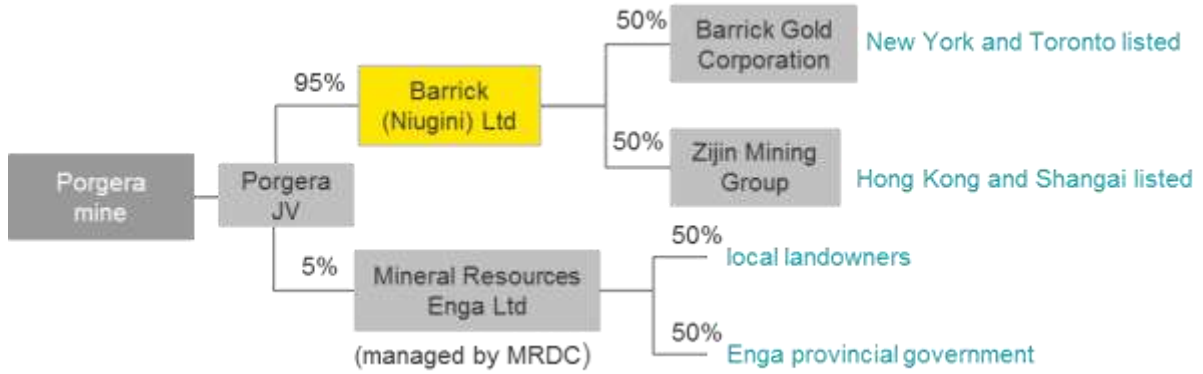 50%
Barrick Gold
Corporation
New York and Toronto listed
95%
Barrick
(Niugini) Ltd
50%
Zijin Mining
Group
Hong Kong and Shangai listed
Porgera
mine
Porgera
JV
5%
Mineral Resources
Enga Ltd
(managed by MRDC)
50%
local landowners
50%
Enga provincial government